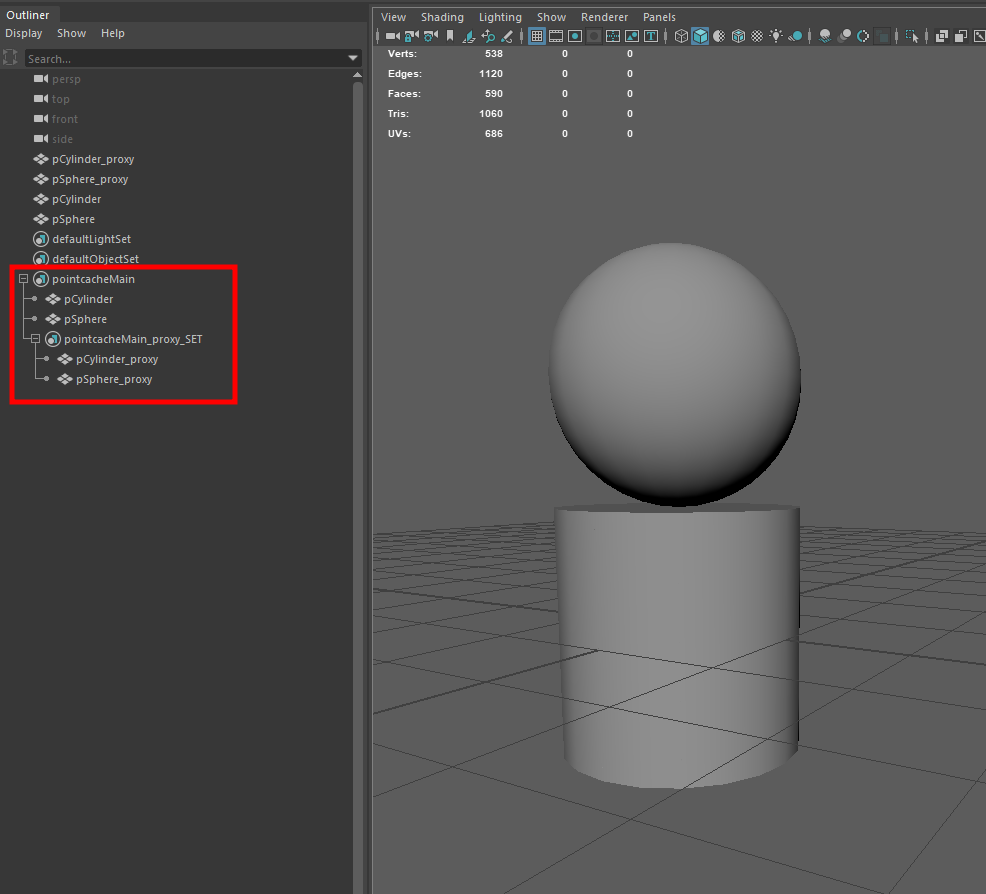 Outliner
Display Show Help
Search...
persp
top
front
side
pCylinder_proxy
pSphere_proxy
pCylinder
pSphere
defaultLightSet
defaultObjectSet
pointcacheMain
pCylinder
pSphere
pointcacheMain_proxy_SET
pCylinder_proxy
pSphere_proxy
View Shading Lighting Show Renderer Panels
Verts: 538 0 0
Edges: 1120 0 0
Faces: 590 0 0
Tris: 1060 0 0
UVs: 686 0 0